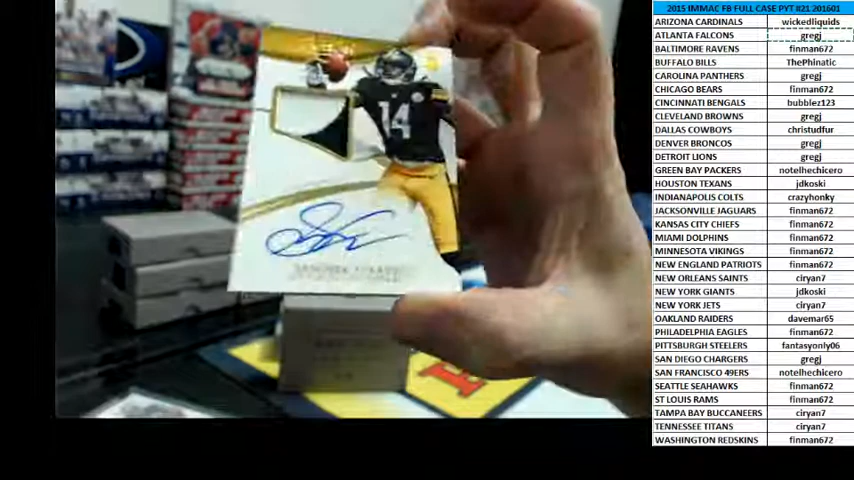 2015 IMMAC FB FULL CASE PYT #21 201601
ARIZONA CARDINALS wickedliquids
ATLANTA FALCONS gregj
BALTIMORE RAVENS finman672
BUFFALO BILLS ThePhinatic
CAROLINA PANTHERS gregj
CHICAGO BEARS finman672
CINCINNATI BENGALS bubblez123
CLEVELAND BROWNS gregj
DALLAS COWBOYS christudfur
DENVER BRONCOS gregj
DETROIT LIONS gregj
GREEN BAY PACKERS notelhechicero
HOUSTON TEXANS jdkoski
INDIANAPOLIS COLTS crazyhonky
JACKSONVILLE JAGUARS finman672
KANSAS CITY CHIEFS finman672
MIAMI DOLPHINS finman672
MINNESOTA VIKINGS finman672
NEW ENGLAND PATRIOTS finman672
NEW ORLEANS SAINTS ciryan7
NEW YORK GIANTS jdkoski
NEW YORK JETS ciryan7
OAKLAND RAIDERS davemar65
PHILADELPHIA EAGLES finman672
PITTSBURGH STEELERS fantasyonly06
SAN DIEGO CHARGERS gregj
SAN FRANCISCO 49ERS notelhechicero
SEATTLE SEAHAWKS finman672
ST LOUIS RAMS finman672
TAMPA BAY BUCCANEERS ciryan7
TENNESSEE TITANS ciryan7
WASHINGTON REDSKINS finman672
14